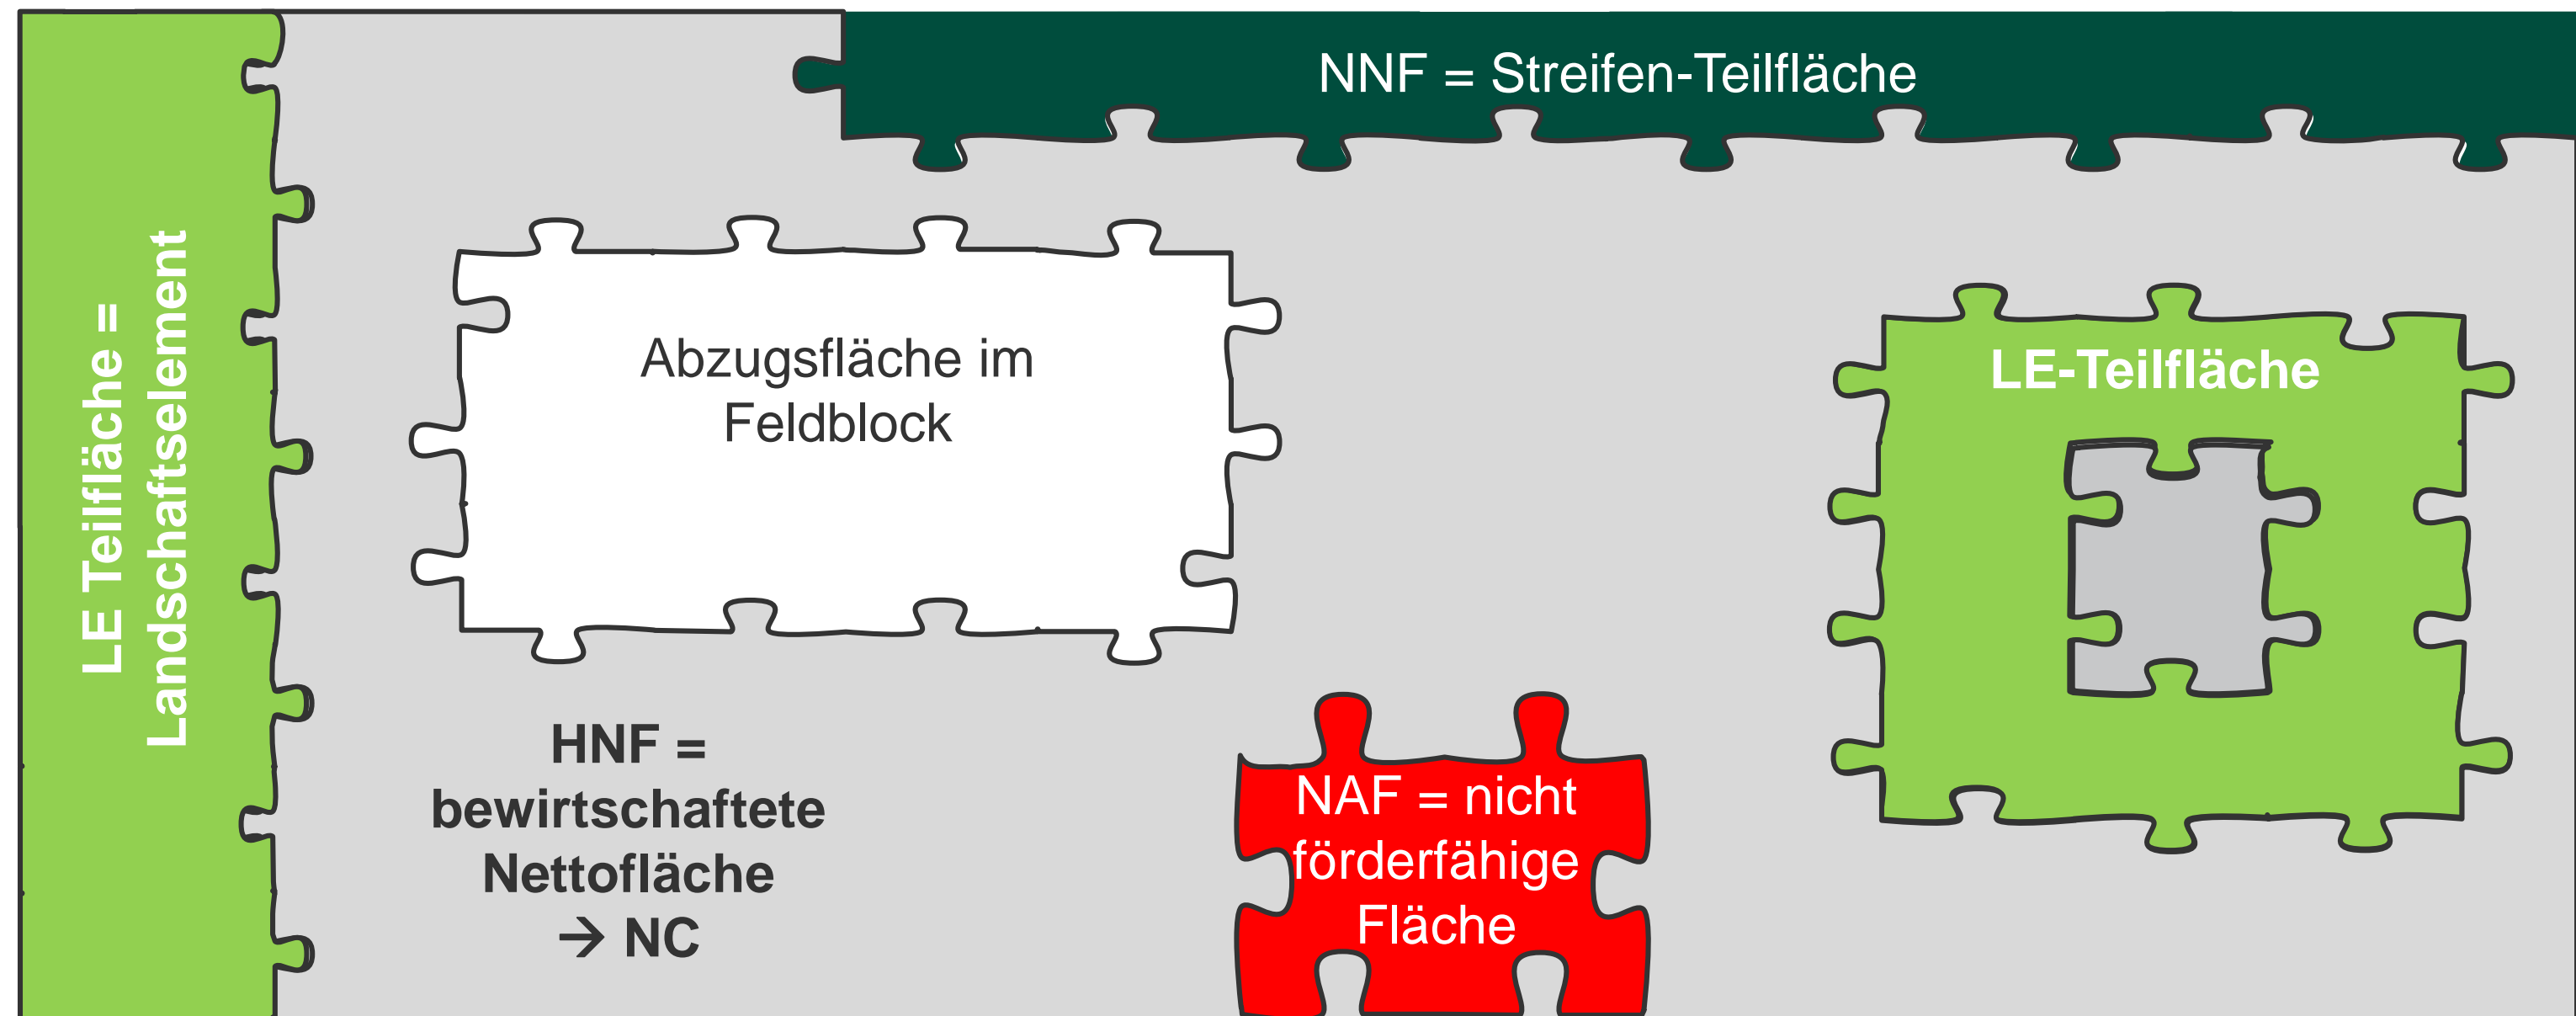 NNF = Streifen-Teilfläche
LE Teilfläche =
Landschaftselement
Abzugsfläche im
Feldblock
LE-Teilfläche
HNF =
bewirtschaftete
Nettofläche
→ NC
NAF = nicht
förderfähige
Fläche